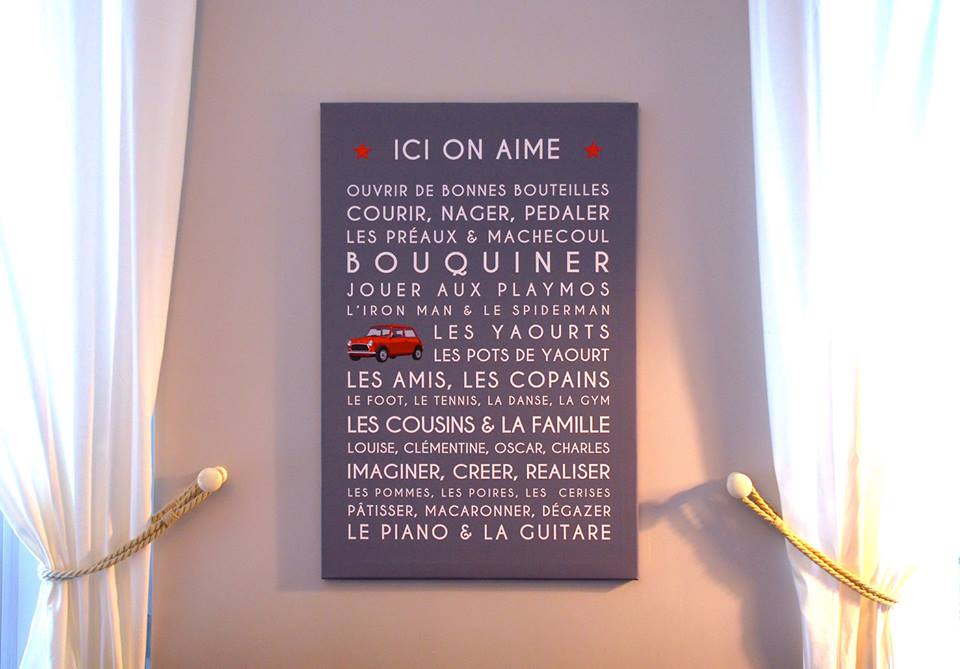 ICI ON AIME
OUVRIR DE BONNES BOUTEILLES
COURIR, NAGER, PEDALER
LES PRÉAUX & MACHECOUL
BOUQUINER
JOUER AUX PLAYMOS
L'IRON MAN & LE SPIDERMAN
LES YAOURTS
LES POTS DE YAOURT
LES AMIS, LES COPAINS
LE FOOT, LE TENNIS, LA DANSE, LA GYM
LES COUSINS & LA FAMILLE
LOUISE, CLÉMENTINE, OSCAR, CHARLES
IMAGINER, CREER, REALISER
LES POMMES, LES POIRES, LES CERISES
PÂTISSER, MACARONNER, DÉGAZER
LE PIANO & LA GUITARE